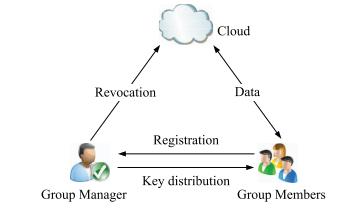 Cloud
Revocation
Data
Registration
Key distribution
Group Manager
Group Members